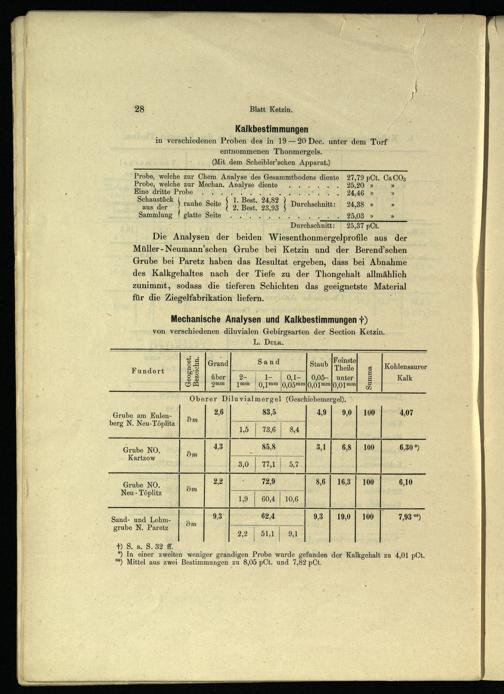 28
Blatt Ketzin.
Kalkbestimmungen
in verschiedenen Proben des in 19—20 Dec. unter dem Torf
entnommenen Thonmergels.
(Mit dem Scheibler'schen Apparat.)
Probe, welche zur Chem Analyse des Gesammtbodens diente 27,79 pCt. CaCO₂
Probe, welche zur Mechan. Analyse diente . . . . . . 25,20 » »
Eine dritte Probe . . . . . . . . . . . . . . 24,46 » »
Schaustück aus der Sammlung { rauhe Seite { 1. Best. 24,82
2. Best. 23,93 } Durchschnitt: 24,38 » »
glatte Seite . . . . . . . . . . . 25,03 » »
Durchschnitt: 25,37 pCt.
Die Analysen der beiden Wiesenthonmergelprofile aus der
Müller-Neumann'schen Grube bei Ketzin und der Berend'schen
Grube bei Paretz haben das Resultat ergeben, dass bei Abnahme
des Kalkgehaltes nach der Tiefe zu der Thongehalt allmählich
zunimmt, sodass die tieferen Schichten das geeignetste Material
für die Ziegelfabrikation liefern.
Mechanische Analysen und Kalkbestimmungen †)
von verschiedenen diluvialen Gebirgsarten der Section Ketzin.
L. Dulk.
Fundort | Geognost. Bezeichn. | Grand über 2mm | Sand 2–1mm | 1–0,1mm | 0,1–0,05mm | Staub 0,05–0,01mm | Feinste Theile unter 0,01mm | Summa | Kohlensaurer Kalk
Oberer Diluvialmergel (Geschiebemergel).
Grube am Eulenberg N. Neu-Töplitz | ∂m | 2,6 | 83,5 | 4,9 | 9,0 | 100 | 4,07
1,5 | 73,6 | 8,4
Grube NO. Kartzow | ∂m | 4,3 | 85,8 | 3,1 | 6,8 | 100 | 6,30*)
3,0 | 77,1 | 5,7
Grube NO. Neu-Töplitz | ∂m | 2,2 | 72,9 | 8,6 | 16,3 | 100 | 6,10
1,9 | 60,4 | 10,6
Sand- und Lehmgrube N. Paretz | ∂m | 9,3 | 62,4 | 9,3 | 19,0 | 100 | 7,93**)
2,2 | 51,1 | 9,1
†) S. a. S. 32 ff.
*) In einer zweiten weniger grandigen Probe wurde gefunden der Kalkgehalt zu 4,01 pCt.
**) Mittel aus zwei Bestimmungen zu 8,05 pCt. und 7,82 pCt.